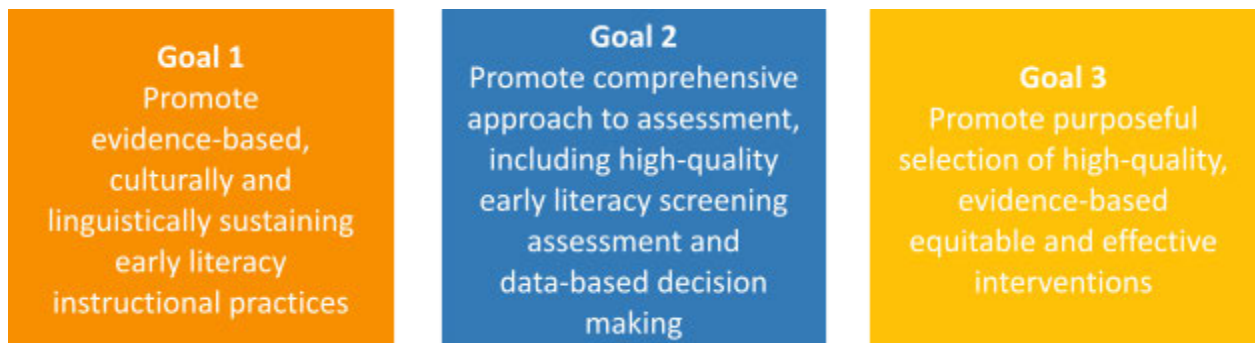 Goal 1
Promote
evidence-based,
culturally and
linguistically sustaining
early literacy
instructional practices
Goal 2
Promote comprehensive
approach to assessment,
including high-quality
early literacy screening
assessment and
data-based decision
making
Goal 3
Promote purposeful
selection of high-quality,
evidence-based
equitable and effective
interventions